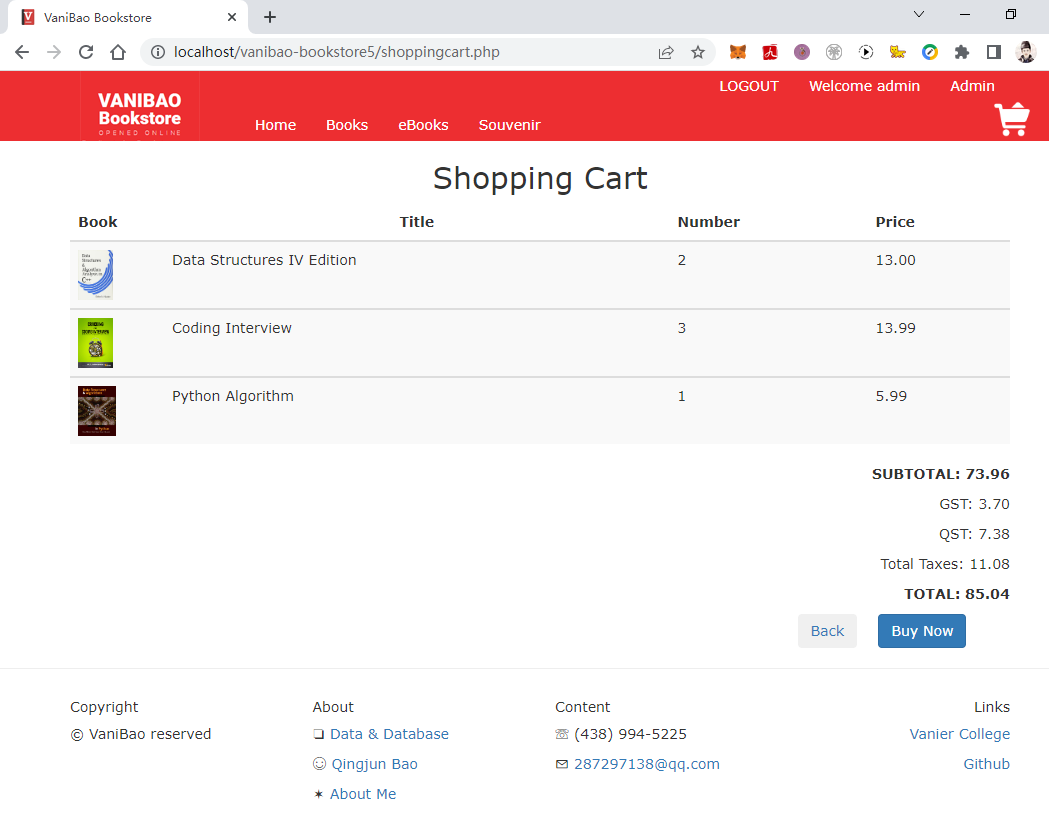 VaniBao Bookstore
localhost/vanibao-bookstore5/shoppingcart.php
LOGOUT Welcome admin Admin
VANIBAO
Bookstore
OPENED ONLINE
Home Books eBooks Souvenir
Shopping Cart
Book Title Number Price
Data Structures IV Edition 2 13.00
Coding Interview 3 13.99
Python Algorithm 1 5.99
SUBTOTAL: 73.96
GST: 3.70
QST: 7.38
Total Taxes: 11.08
TOTAL: 85.04
Back Buy Now
Copyright About Content Links
© VaniBao reserved ❏ Data & Database ☏ (438) 994-5225 Vanier College
☺ Qingjun Bao ✉ 287297138@qq.com Github
✶ About Me